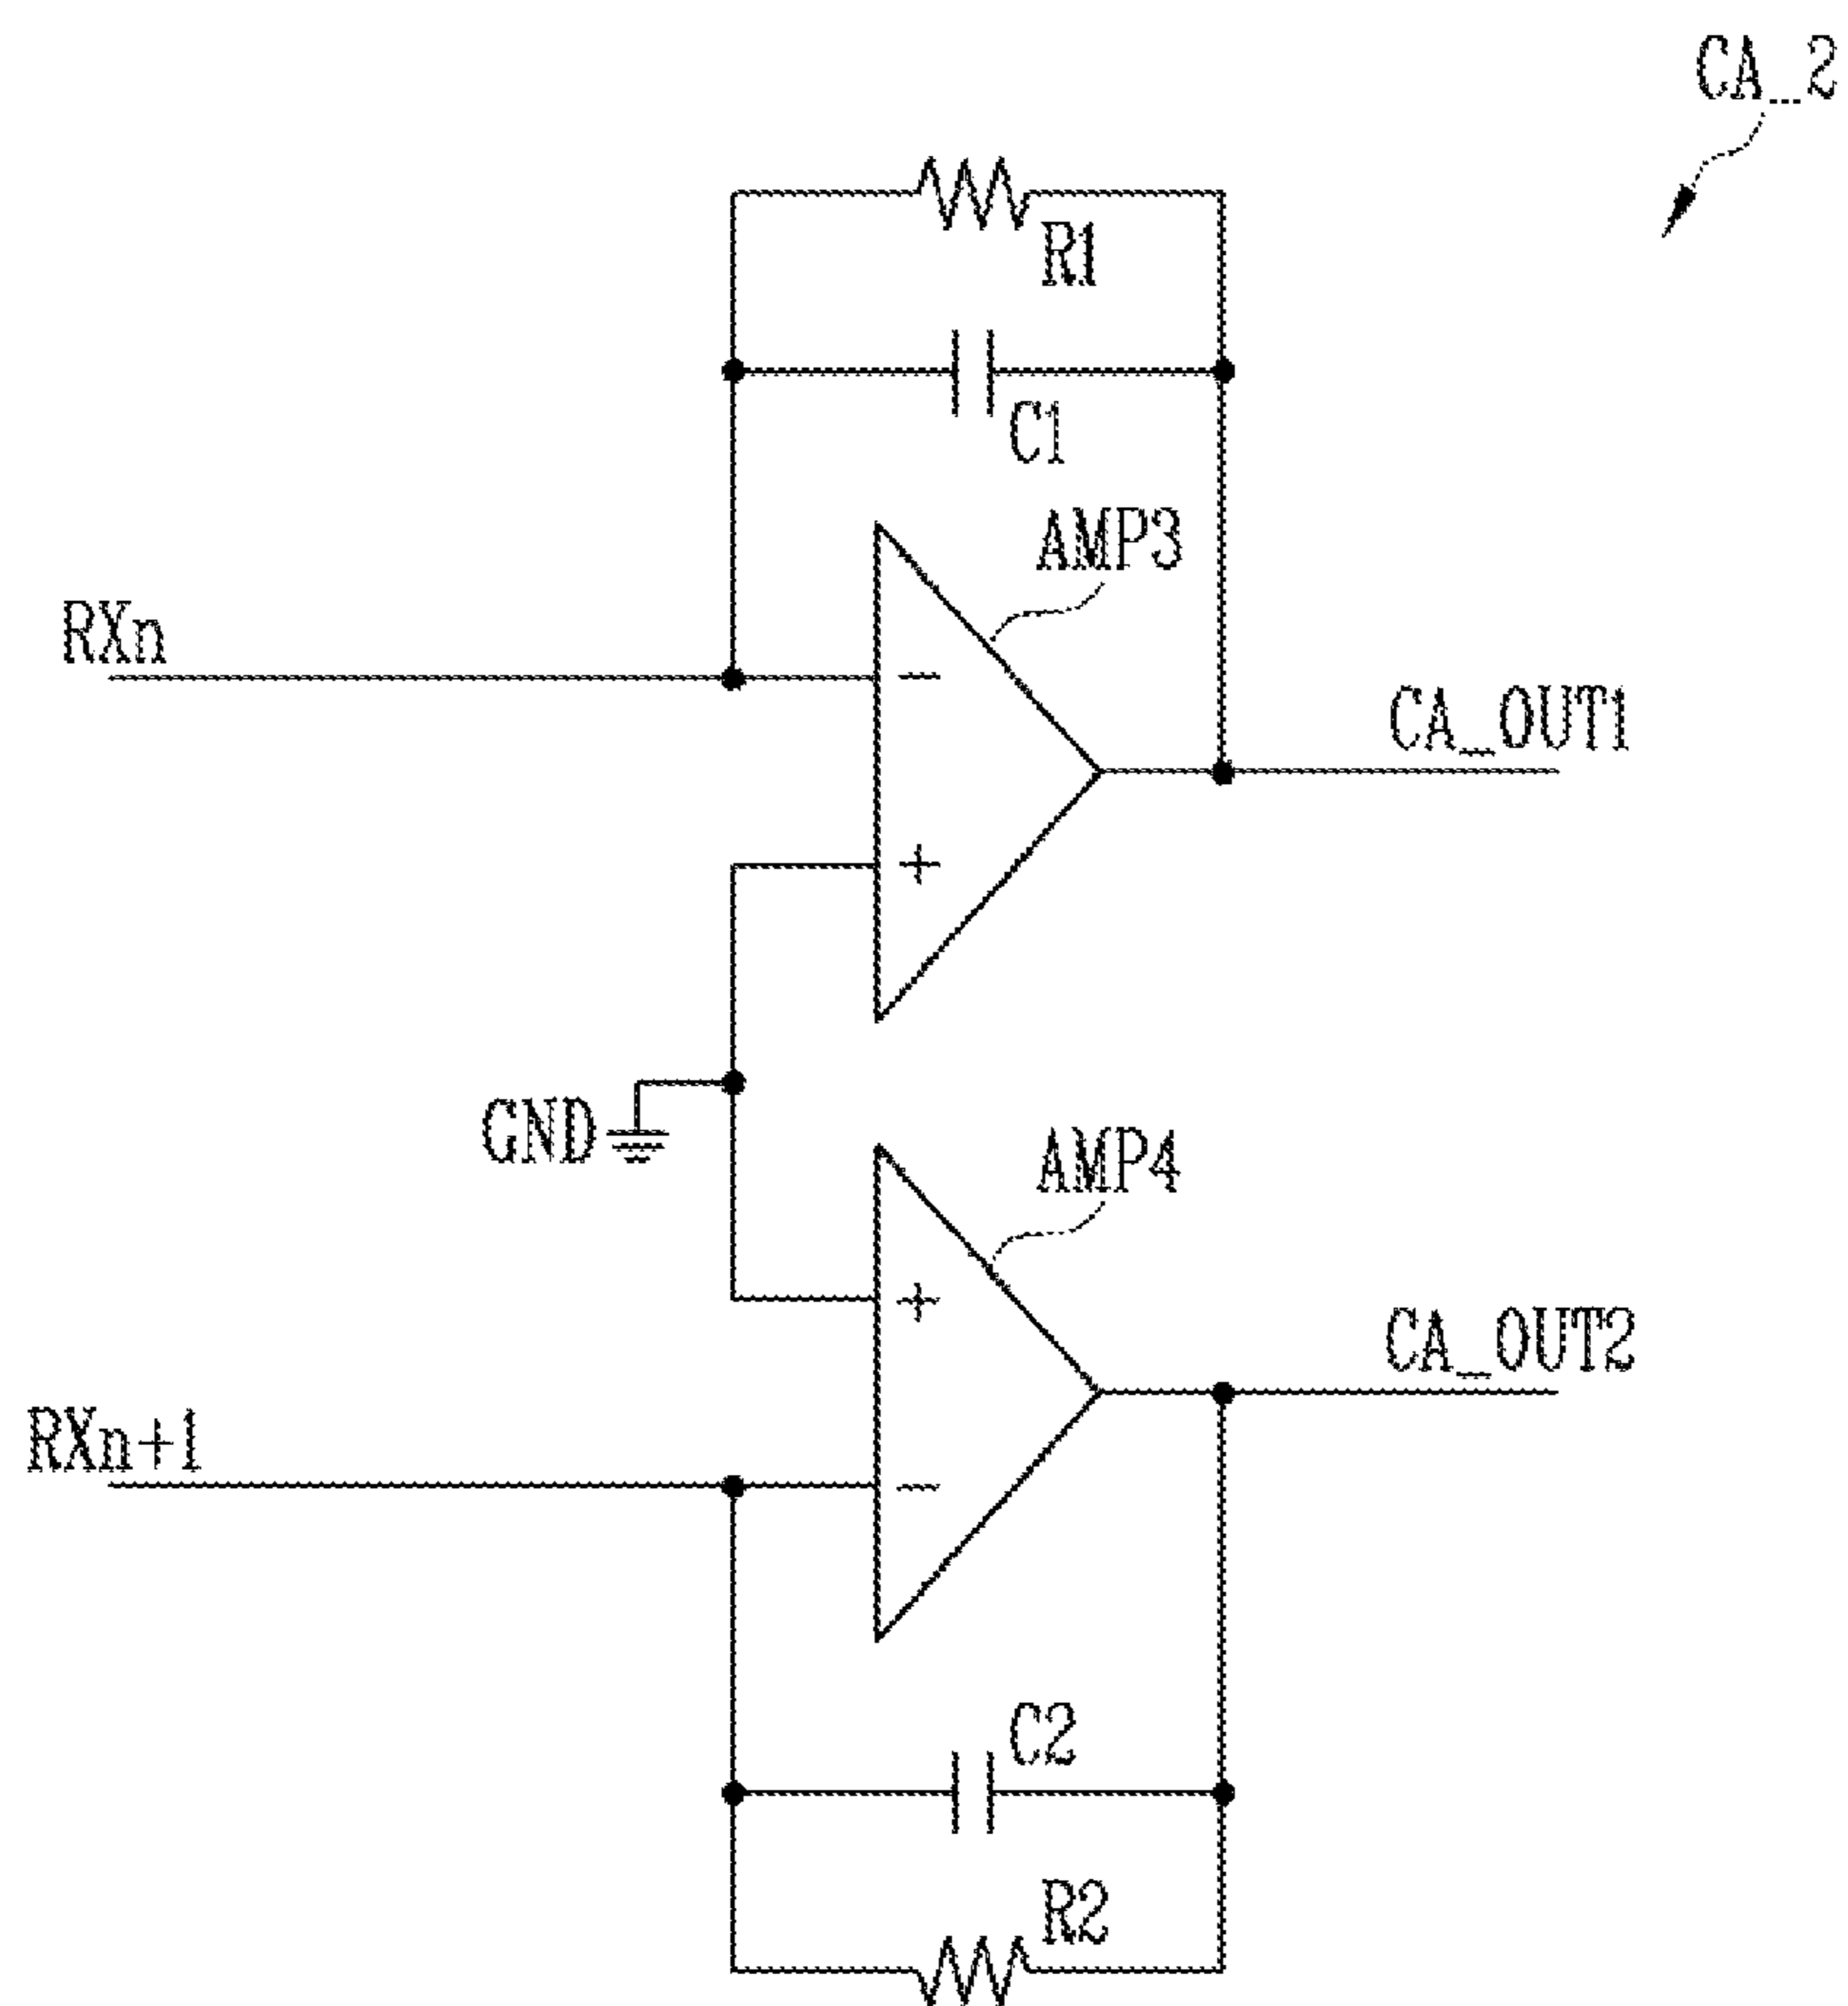 CA_2
R1
C1
AMP3
RXn
-
CA_OUT1
+
GND
AMP4
+
CA_OUT2
RXn+1
-
C2
R2